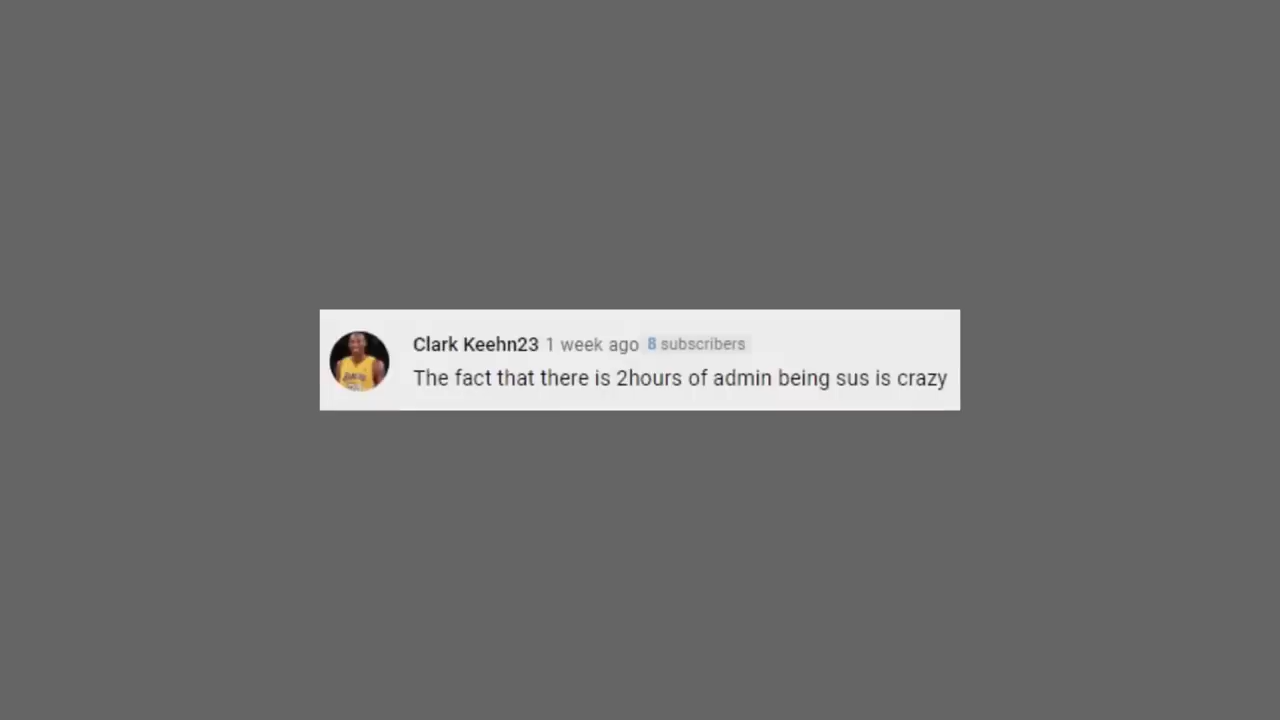 Clark Keehn23 1 week ago 8 subscribers
The fact that there is 2hours of admin being sus is crazy